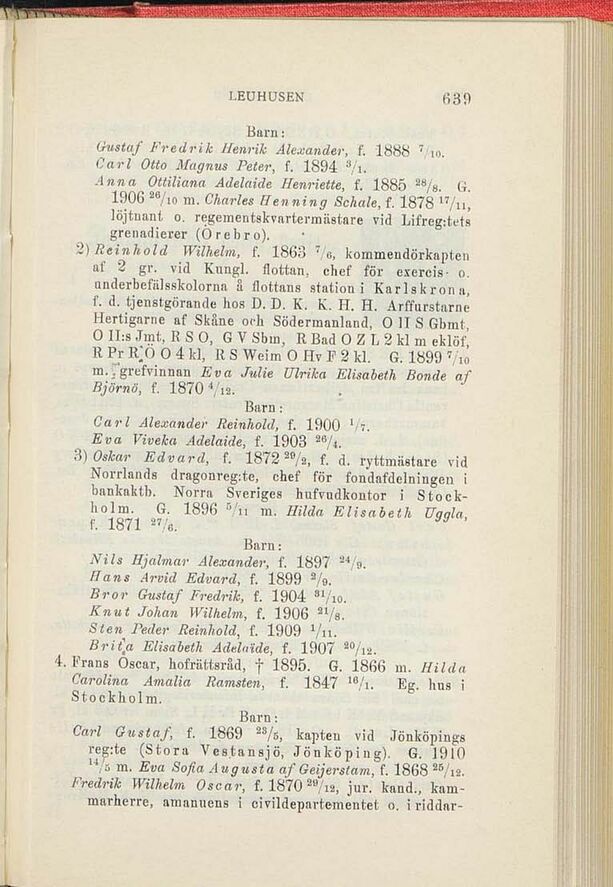 LEUHUSEN 639
Barn:
Gustaf Fredrik Henrik Alexander, f. 1888 7/10.
Carl Otto Magnus Peter, f. 1894 3/1.
Anna Ottiliana Adelaide Henriette, f. 1885 28/8. G.
1906 26/10 m. Charles Henning Schale, f. 1878 17/11,
löjtnant o. regementskvartermästare vid Lifreg:tets
grenadierer (Örebro).
2) Reinhold Wilhelm, f. 1863 7/6, kommendörkapten
af 2 gr. vid Kungl. flottan, chef för exercis- o.
underbefälsskolorna å flottans station i Karlskrona,
f. d. tjenstgörande hos D. D. K. K. H. H. Arffurstarne
Hertigarne af Skåne och Södermanland, O II S Gbmt,
O II:s Jmt, R S O, G V Sbm, R Bad O Z L 2 kl m eklöf,
R Pr R Ö O 4 kl, R S Weim O Hv F 2 kl. G. 1899 7/10
m. grefvinnan Eva Julie Ulrika Elisabeth Bonde af
Björnö, f. 1870 4/12.
Barn:
Carl Alexander Reinhold, f. 1900 1/7.
Eva Viveka Adelaide, f. 1903 26/4.
3) Oskar Edvard, f. 1872 29/2, f. d. ryttmästare vid
Norrlands dragonreg:te, chef för fondafdelningen i
bankaktb. Norra Sveriges hufvudkontor i Stock-
holm. G. 1896 5/11 m. Hilda Elisabeth Uggla,
f. 1871 27/6.
Barn:
Nils Hjalmar Alexander, f. 1897 24/9.
Hans Arvid Edvard, f. 1899 2/9.
Bror Gustaf Fredrik, f. 1904 31/10.
Knut Johan Wilhelm, f. 1906 21/8.
Sten Peder Reinhold, f. 1909 1/11.
Brita Elisabeth Adelaide, f. 1907 20/12.
4. Frans Oscar, hofrättsråd, † 1895. G. 1866 m. Hilda
Carolina Amalia Ramsten, f. 1847 16/1. Eg. hus i
Stockholm.
Barn:
Carl Gustaf, f. 1869 23/5, kapten vid Jönköpings
reg:te (Stora Vestansjö, Jönköping). G. 1910
14/5 m. Eva Sofia Augusta af Geijerstam, f. 1868 25/12.
Fredrik Wilhelm Oscar, f. 1870 29/12, jur. kand., kam-
marherre, amanuens i civildepartementet o. i riddar-